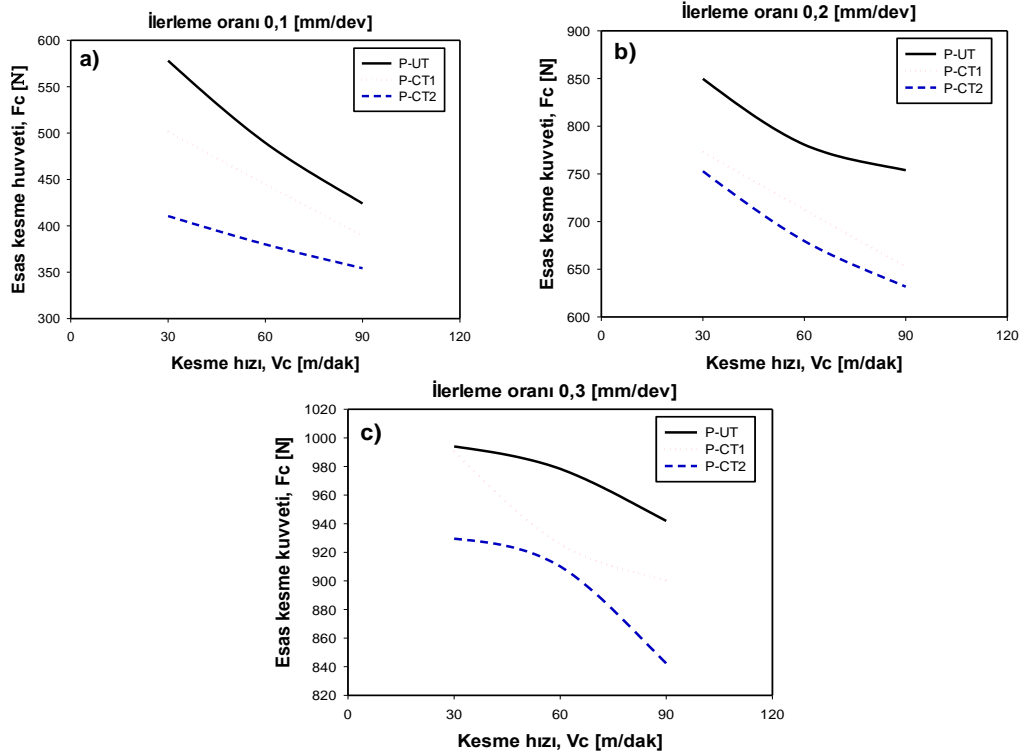 İlerleme oranı 0,1 [mm/dev]
a)
P-UT
P-CT1
P-CT2
Esas kesme huvveti, Fc [N]
600
550
500
450
400
350
300
0 30 60 90 120
Kesme hızı, Vc [m/dak]
İlerleme oranı 0,2 [mm/dev]
b)
P-UT
P-CT1
P-CT2
Esas kesme kuvveti, Fc [N]
900
850
800
750
700
650
600
0 30 60 90 120
Kesme hızı, Vc [m/dak]
İlerleme oranı 0,3 [mm/dev]
c)
P-UT
P-CT1
P-CT2
Esas kesme kuvveti, Fc [N]
1020
1000
980
960
940
920
900
880
860
840
820
0 30 60 90 120
Kesme hızı, Vc [m/dak]